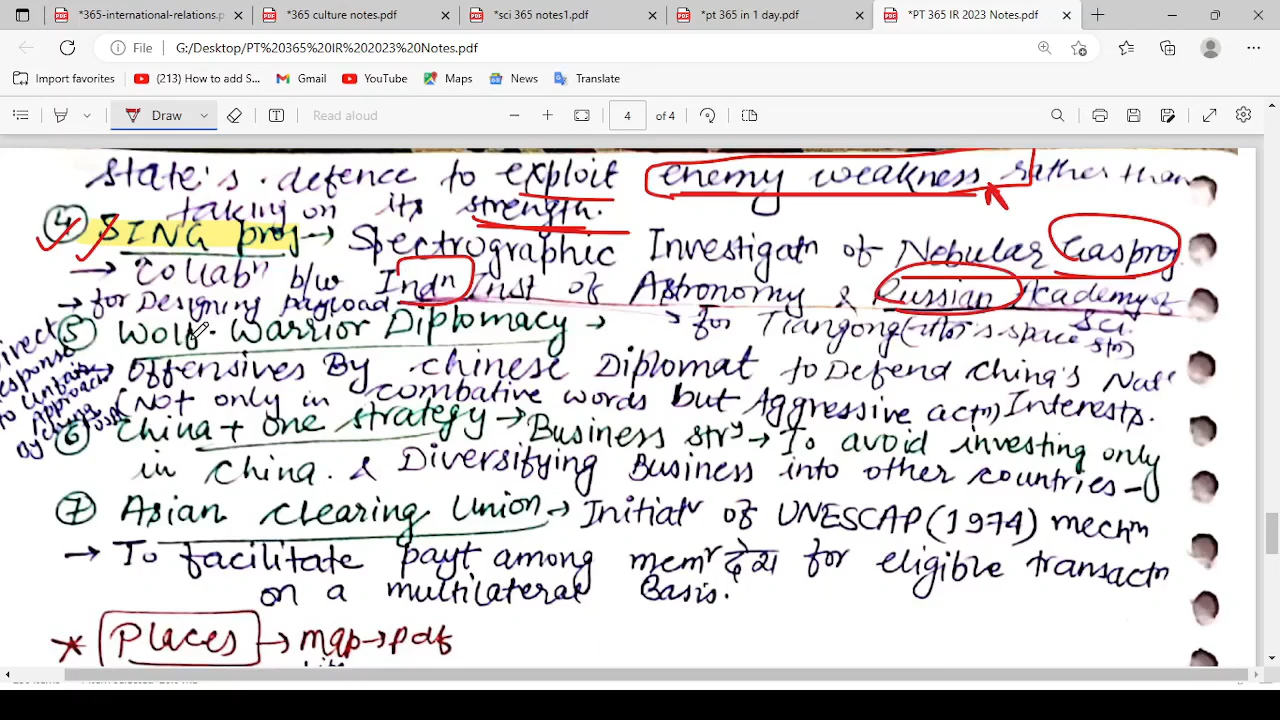 *365-international-relations.p
*365 culture notes.pdf
*sci 365 notes1.pdf
*pt 365 in 1 day.pdf
*PT 365 IR 2023 Notes.pdf
File
G:/Desktop/PT%20365%20IR%202023%20Notes.pdf
Import favorites
(213) How to add S...
Gmail
YouTube
Maps
News
Translate
Draw
Read aloud
4
of 4
state's defence to exploit enemy weakness rather than
taking on its strength.
④ SING proj → Spectrographic Investigatn of Nebular Gas proj
→ Collabⁿ b/w Indn Inst of Astronomy & Russian Academy of Sci.
→ for Designing payload → for Tiangong ( space stn)
⑤ Wolf Warrior Diplomacy →
Direct Response To Approach By China
offensives By Chinese Diplomat to Defend China's Natl Interests.
(Not only in combative words but Aggressive actn)
⑥ China + one strategy → Business stry → To avoid investing only
in China. & Diversifying Business into other countries
⑦ Asian Clearing Union → Initiatv of UNESCAP (1974) mechm
→ To facilitate payt among memr देश for eligible transactn
on a multilateral Basis.
* Places → map → pdf